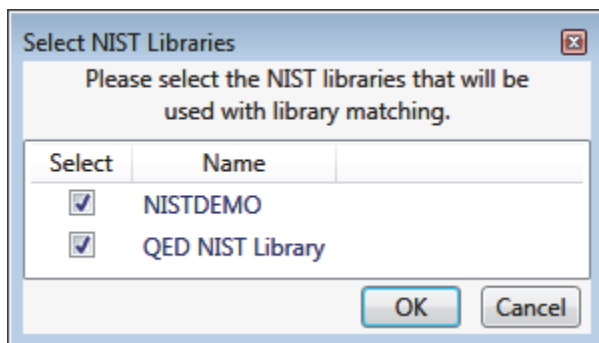 Select NIST Libraries
Please select the NIST libraries that will be
used with library matching.
Select Name
NISTDEMO
QED NIST Library
OK Cancel